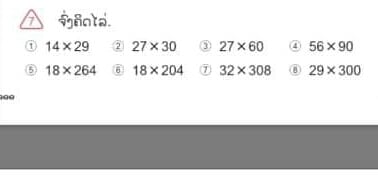 7 ຈົ່ງຄິດໄລ່.
① 14 × 29 ② 27 × 30 ③ 27 × 60 ④ 56 × 90
⑤ 18 × 264 ⑥ 18 × 204 ⑦ 32 × 308 ⑧ 29 × 300